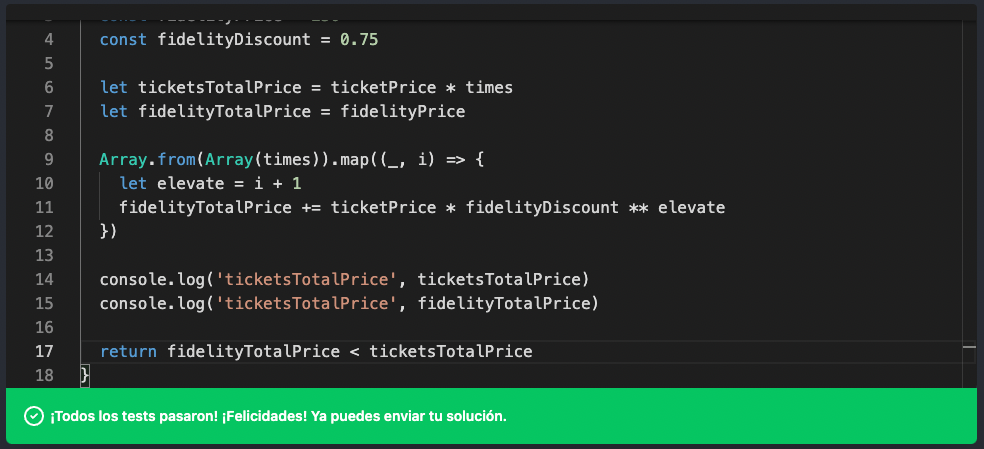 4 const fidelityDiscount = 0.75
5
6 let ticketsTotalPrice = ticketPrice * times
7 let fidelityTotalPrice = fidelityPrice
8
9 Array.from(Array(times)).map((_, i) => {
10 let elevate = i + 1
11 fidelityTotalPrice += ticketPrice * fidelityDiscount ** elevate
12 })
13
14 console.log('ticketsTotalPrice', ticketsTotalPrice)
15 console.log('ticketsTotalPrice', fidelityTotalPrice)
16
17 return fidelityTotalPrice < ticketsTotalPrice
18 }
¡Todos los tests pasaron! ¡Felicidades! Ya puedes enviar tu solución.